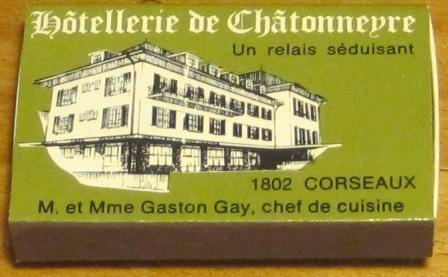 Hôtellerie de Châtonneyre
Un relais séduisant
1802 CORSEAUX
M. et Mme Gaston Gay, chef de cuisine